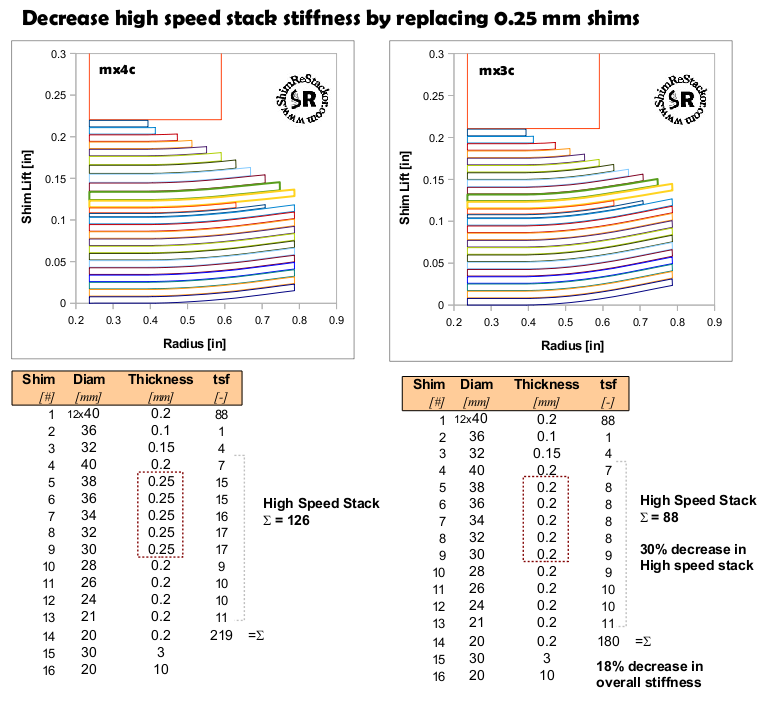 Decrease high speed stack stiffness by replacing 0.25 mm shims
mx4c
www.ShimReStackor.com
SR
0.3
0.25
0.2
0.15
0.1
0.05
0
Shim Lift [in]
0.2 0.3 0.4 0.5 0.6 0.7 0.8 0.9
Radius [in]
mx3c
www.ShimReStackor.com
SR
0.3
0.25
0.2
0.15
0.1
0.05
0
Shim Lift [in]
0.2 0.3 0.4 0.5 0.6 0.7 0.8 0.9
Radius [in]
Shim Diam Thickness tsf
[#] [mm] [mm] [-]
1 12x40 0.2 88
2 36 0.1 1
3 32 0.15 4
4 40 0.2 7
5 38 0.25 15
6 36 0.25 15
7 34 0.25 16
8 32 0.25 17
9 30 0.25 17
10 28 0.2 9
11 26 0.2 10
12 24 0.2 10
13 21 0.2 11
14 20 0.2 219 =Σ
15 30 3
16 20 10
High Speed Stack
Σ = 126
Shim Diam Thickness tsf
[#] [mm] [mm] [-]
1 12x40 0.2 88
2 36 0.1 1
3 32 0.15 4
4 40 0.2 7
5 38 0.2 8
6 36 0.2 8
7 34 0.2 8
8 32 0.2 8
9 30 0.2 9
10 28 0.2 9
11 26 0.2 10
12 24 0.2 10
13 21 0.2 11
14 20 0.2 180 =Σ
15 30 3
16 20 10
High Speed Stack
Σ = 88
30% decrease in
High speed stack
18% decrease in
overall stiffness